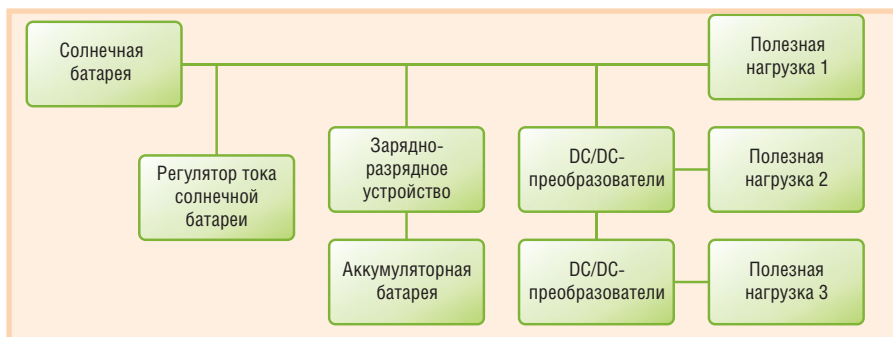 Солнечная
батарея
Полезная
нагрузка 1
Регулятор тока
солнечной
батареи
Зарядно-
разрядное
устройство
DC/DC-
преобразователи
Полезная
нагрузка 2
Аккумуляторная
батарея
DC/DC-
преобразователи
Полезная
нагрузка 3